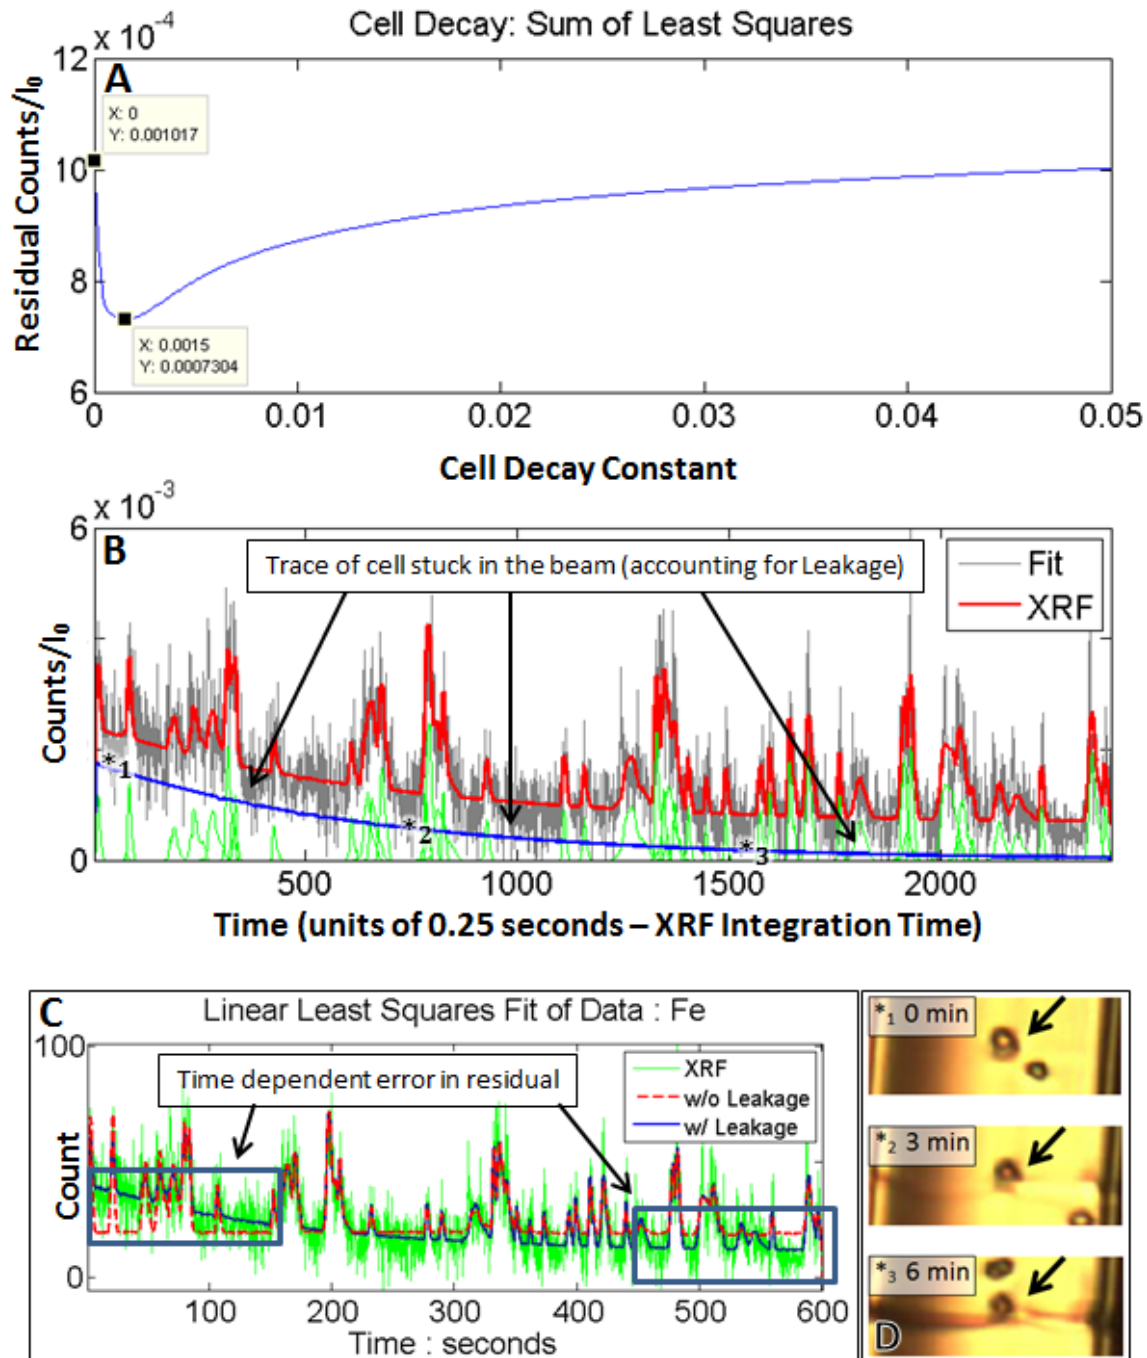 Cell Decay: Sum of Least Squares
x 10⁻⁴
A
12
10
8
6
X: 0
Y: 0.001017
X: 0.0015
Y: 0.0007304
Residual Counts/I₀
0 0.01 0.02 0.03 0.04 0.05
Cell Decay Constant
x 10⁻³
B
6
0
Trace of cell stuck in the beam (accounting for Leakage)
Fit
XRF
Counts/I₀
*₁
*₂
*₃
500 1000 1500 2000
Time (units of 0.25 seconds – XRF Integration Time)
C
Linear Least Squares Fit of Data : Fe
100
0
Time dependent error in residual
XRF
w/o Leakage
w/ Leakage
Count
100 200 300 400 500 600
Time : seconds
*₁ 0 min
*₂ 3 min
*₃ 6 min
D